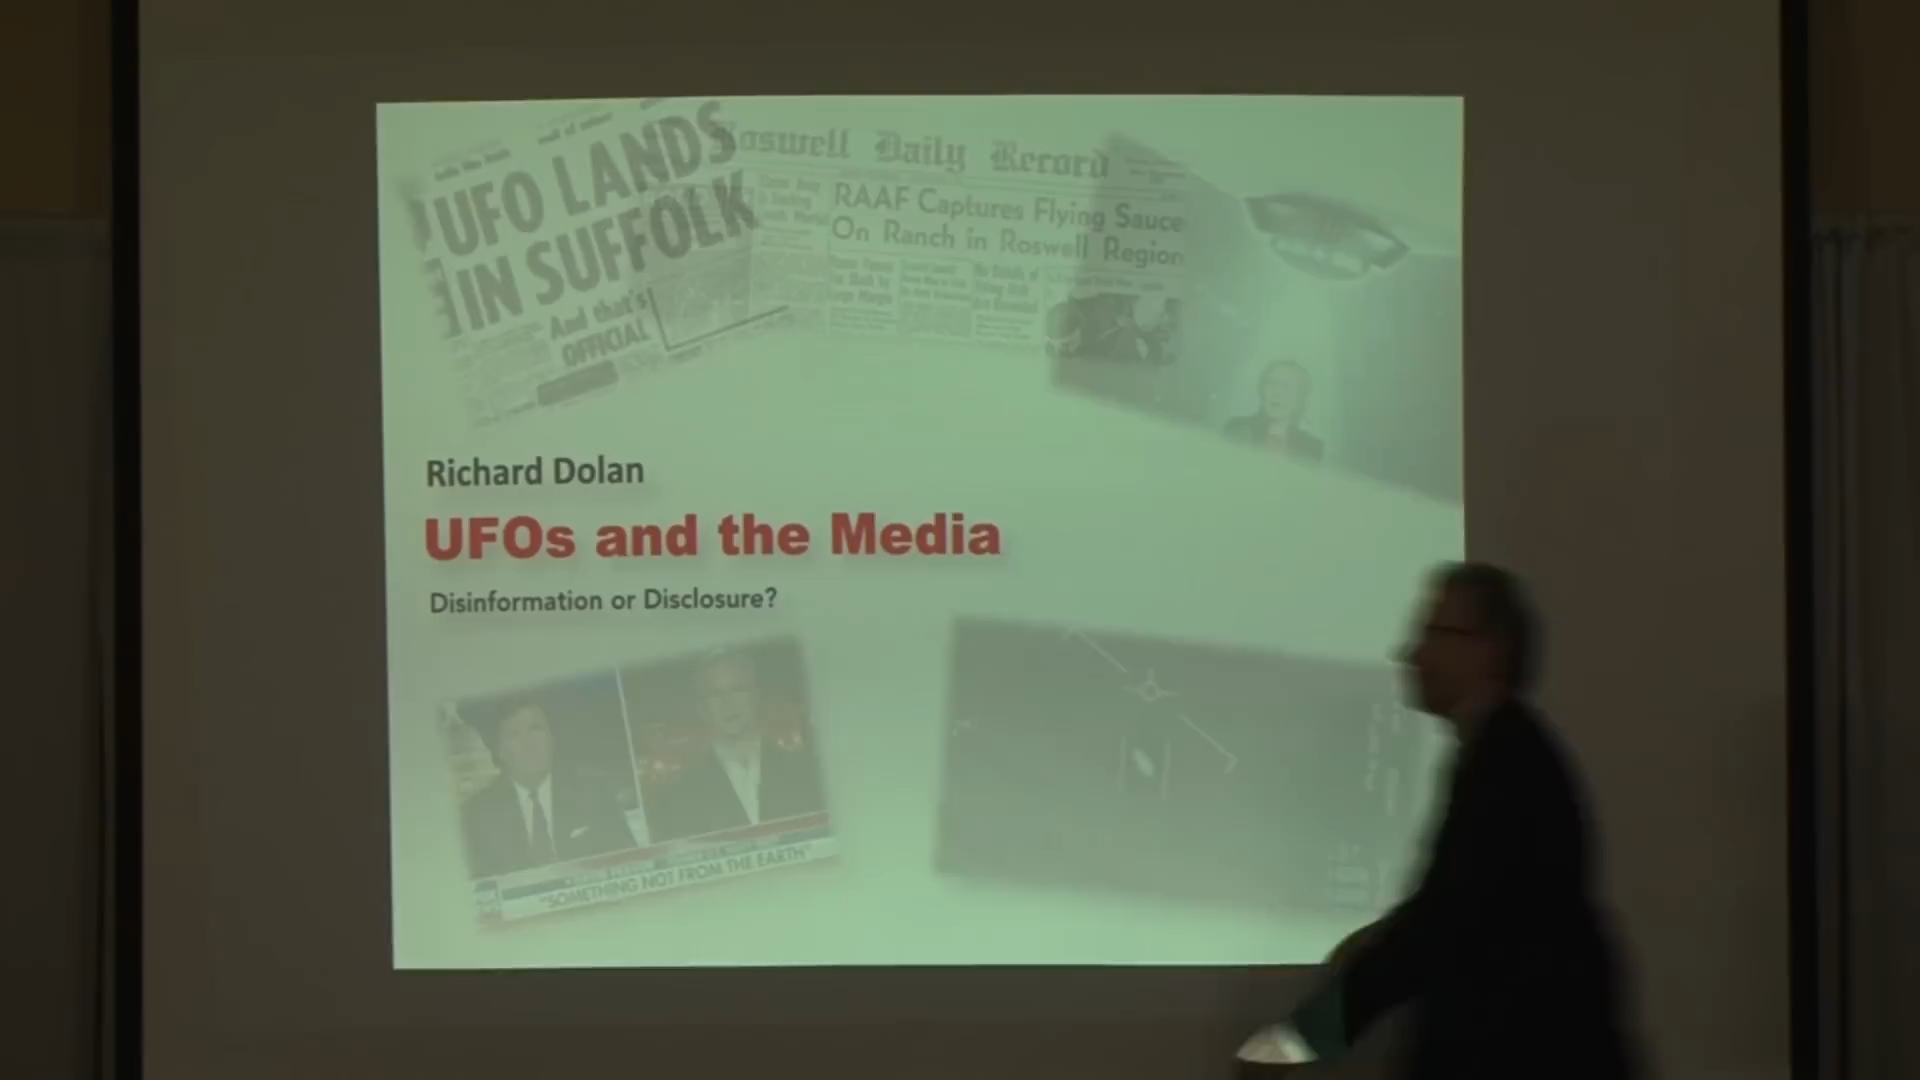 UFO LANDS
IN SUFFOLK
And that's
OFFICIAL
Roswell Daily Record
RAAF Captures Flying Sauce
On Ranch in Roswell Region
Richard Dolan
UFOs and the Media
Disinformation or Disclosure?
"SOMETHING NOT FROM THE EARTH"